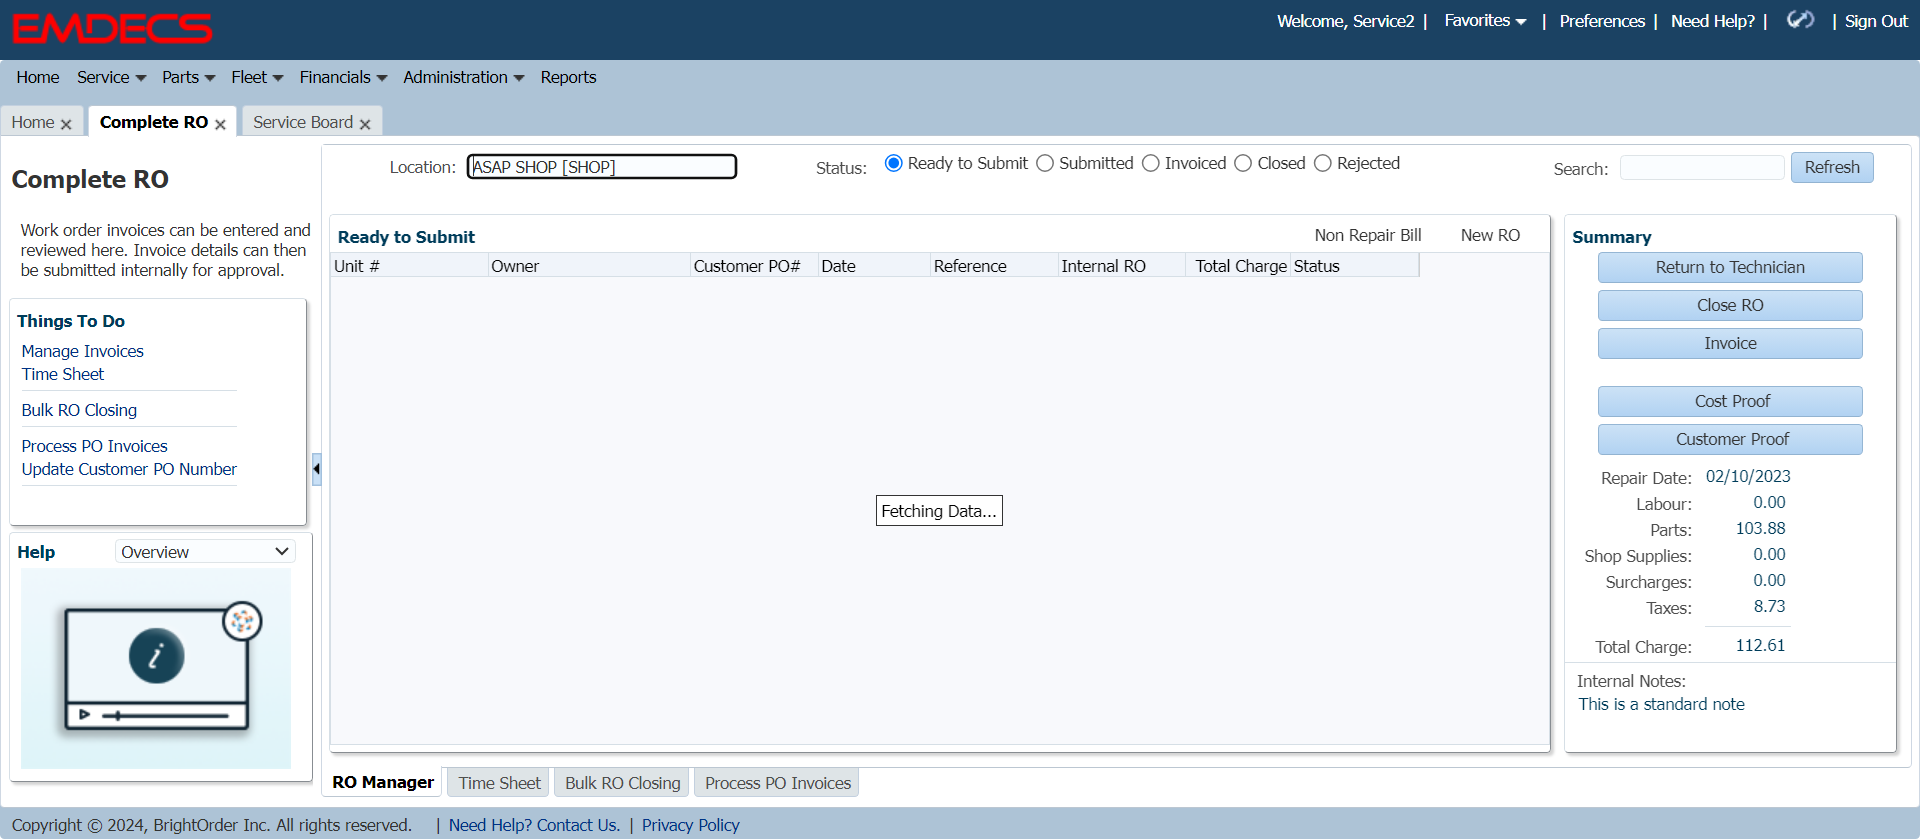 EMDECS
Welcome, Service2 | Favorites | Preferences | Need Help? | | Sign Out
Home Service Parts Fleet Financials Administration Reports
Home Complete RO Service Board
Complete RO
Work order invoices can be entered and
reviewed here. Invoice details can then
be submitted internally for approval.
Things To Do
Manage Invoices
Time Sheet
Bulk RO Closing
Process PO Invoices
Update Customer PO Number
Help Overview
i
Location: ASAP SHOP [SHOP] Status: Ready to Submit Submitted Invoiced Closed Rejected Search: Refresh
Ready to Submit Non Repair Bill New RO
Unit # Owner Customer PO# Date Reference Internal RO Total Charge Status
Fetching Data...
Summary
Return to Technician
Close RO
Invoice
Cost Proof
Customer Proof
Repair Date: 02/10/2023
Labour: 0.00
Parts: 103.88
Shop Supplies: 0.00
Surcharges: 0.00
Taxes: 8.73
Total Charge: 112.61
Internal Notes:
This is a standard note
RO Manager Time Sheet Bulk RO Closing Process PO Invoices
Copyright © 2024, BrightOrder Inc. All rights reserved. | Need Help? Contact Us. | Privacy Policy